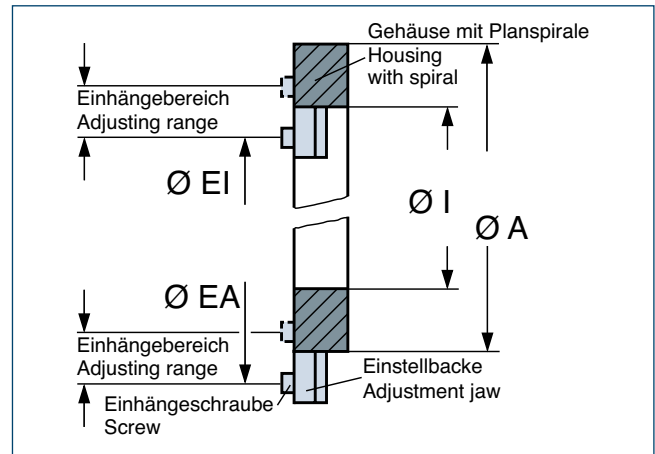 Gehäuse mit Planspirale
Housing
with spiral
Einhängebereich
Adjusting range
Ø EI
Ø I
Ø A
Ø EA
Einhängebereich
Adjusting range
Einstellbacke
Adjustment jaw
Einhängeschraube
Screw